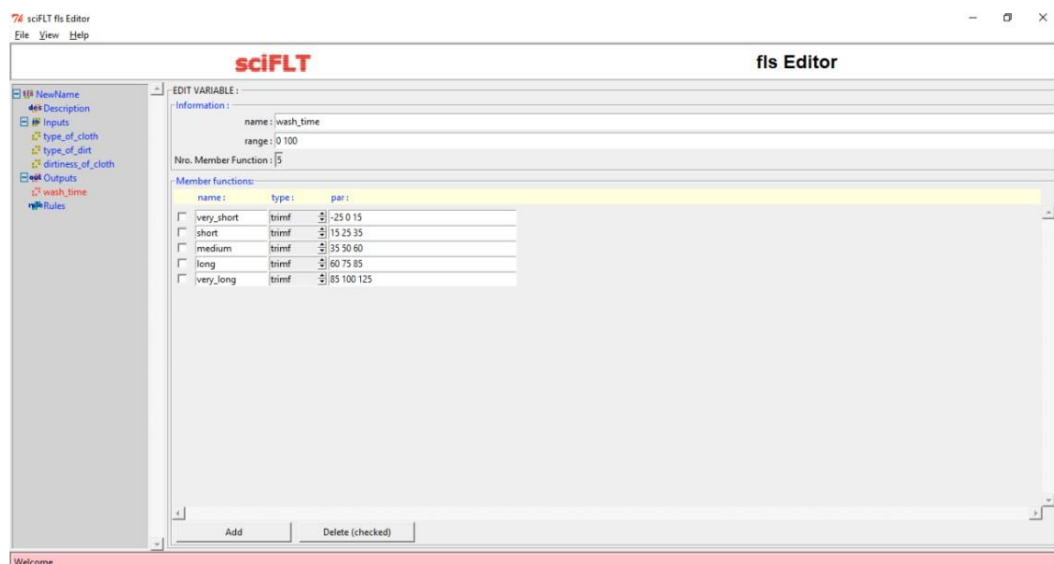 sciFLT fls Editor
File View Help
sciFLT fls Editor
NewName
des Description
Inputs
type_of_cloth
type_of_dirt
dirtiness_of_cloth
out Outputs
wash_time
Rules
EDIT VARIABLE :
Information :
name : wash_time
range : 0 100
Nro. Member Function : 5
Member functions:
name : type : par :
very_short trimf -25 0 15
short trimf 15 25 35
medium trimf 35 50 60
long trimf 60 75 85
very_long trimf 85 100 125
Add Delete (checked)
Welcome